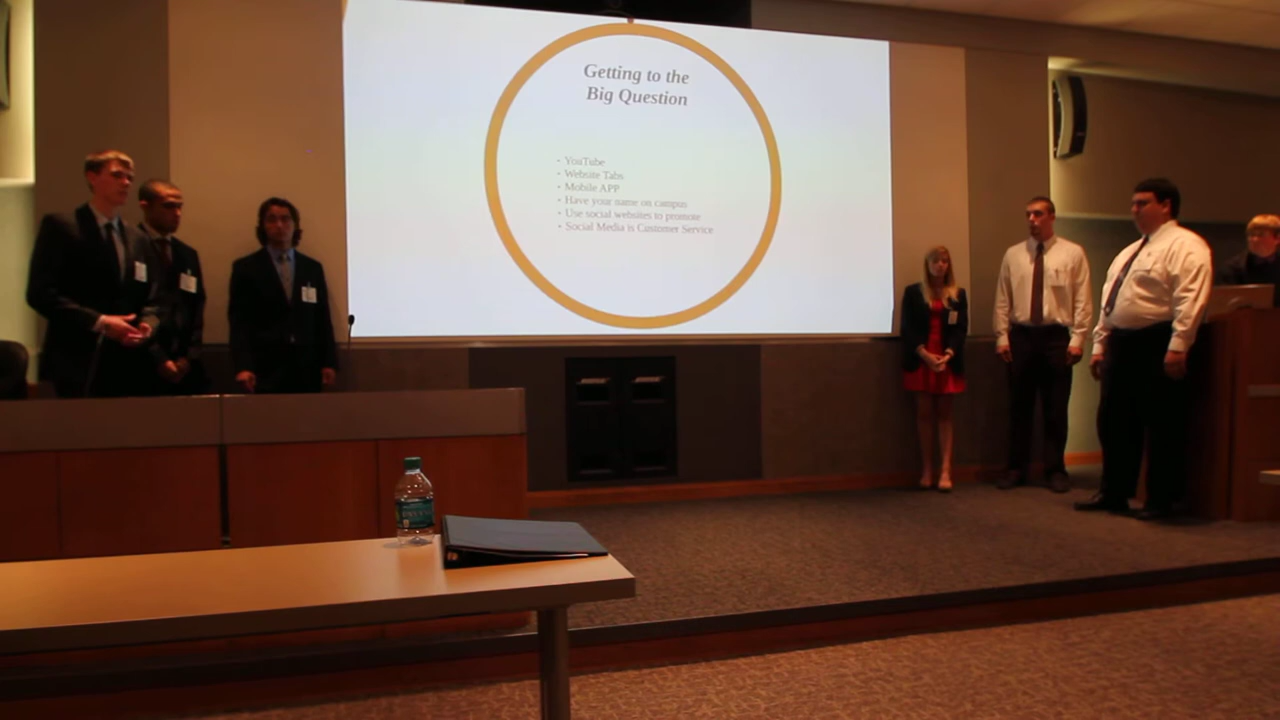 Getting to the
Big Question
• YouTube
• Website Tabs
• Mobile APP
• Have your name on campus
• Use social websites to promote
• Social Media is Customer Service